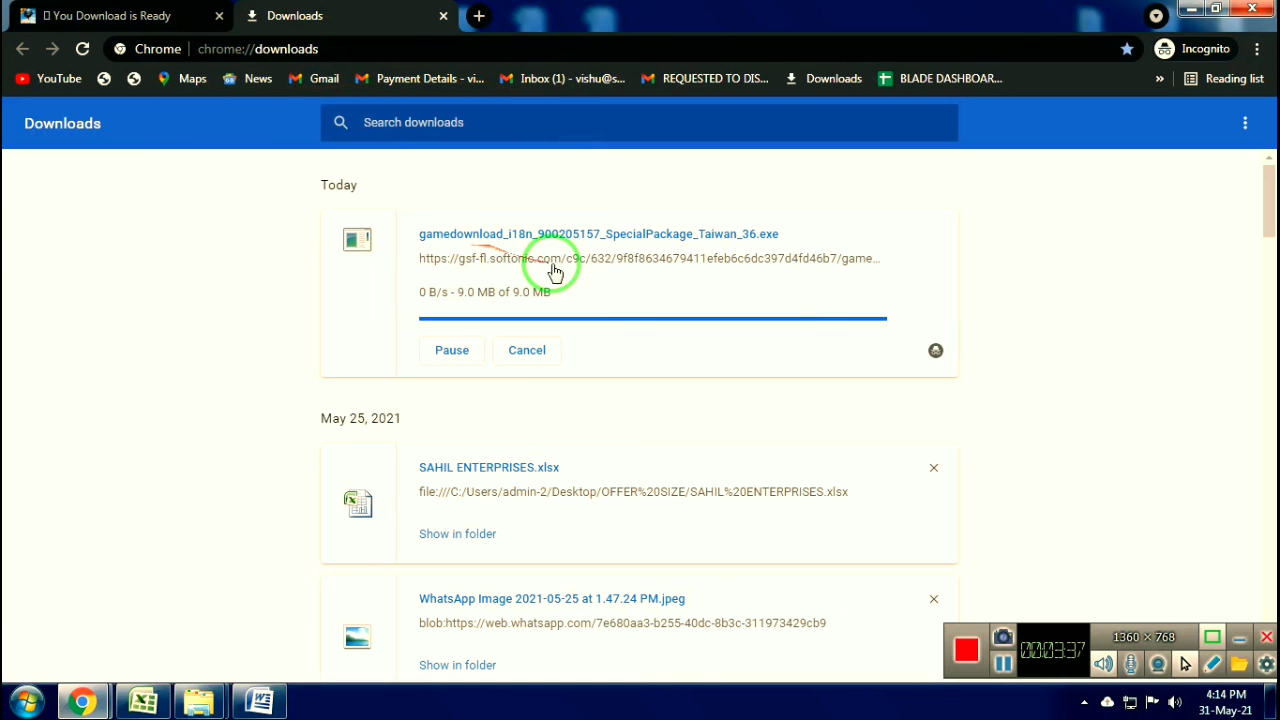 You Download is Ready
Downloads
Chrome
chrome://downloads
Incognito
YouTube
Maps
News
Gmail
Payment Details - vi...
Inbox (1) - vishu@s...
REQUESTED TO DIS...
Downloads
BLADE DASHBOAR...
»
Reading list
Downloads
Search downloads
Today
gamedownload_i18n_900205157_SpecialPackage_Taiwan_36.exe
https://gsf-fl.softonic.com/c9c/632/9f8f8634679411efeb6c6dc397d4fd46b7/game...
0 B/s - 9.0 MB of 9.0 MB
Pause
Cancel
May 25, 2021
SAHIL ENTERPRISES.xlsx
file:///C:/Users/admin-2/Desktop/OFFER%20SIZE/SAHIL%20ENTERPRISES.xlsx
Show in folder
WhatsApp Image 2021-05-25 at 1.47.24 PM.jpeg
blob:https://web.whatsapp.com/7e680aa3-b255-40dc-8b3c-311973429cb9
Show in folder
00:03:37
1360 × 768
4:14 PM
31-May-21